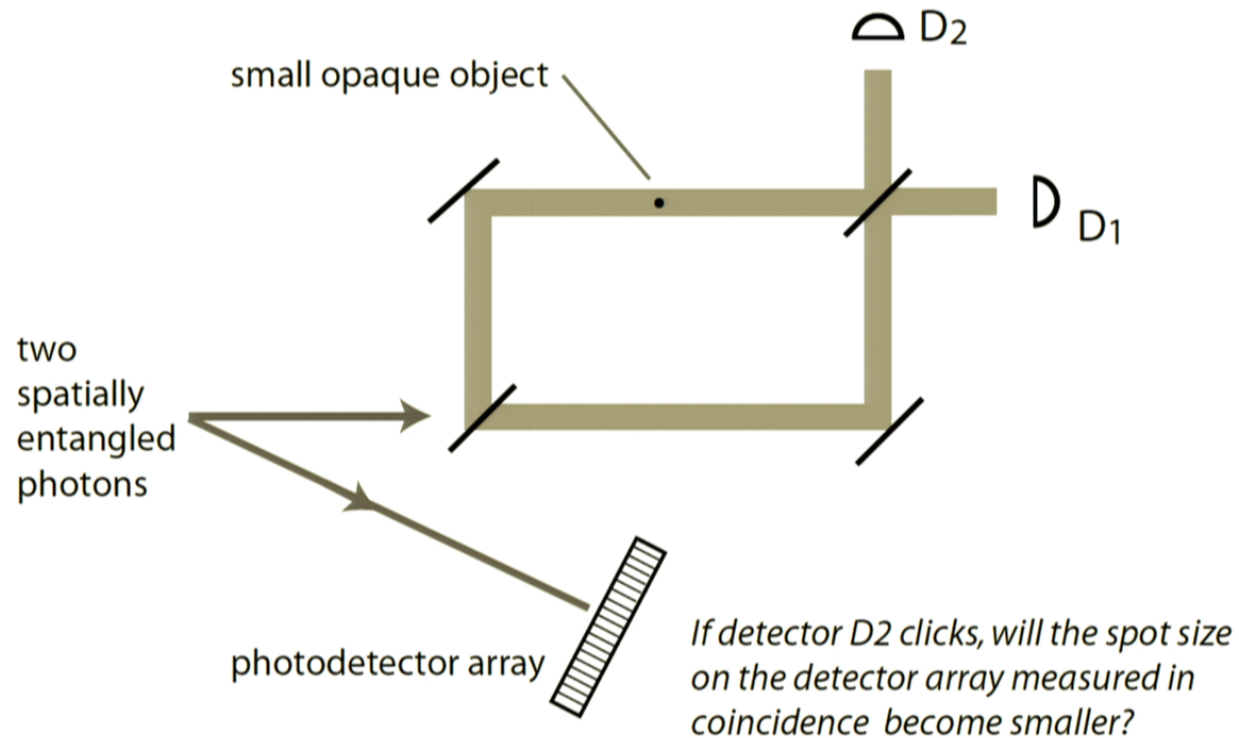 D2
small opaque object
D1
two
spatially
entangled
photons
photodetector array
If detector D2 clicks, will the spot size
on the detector array measured in
coincidence become smaller?